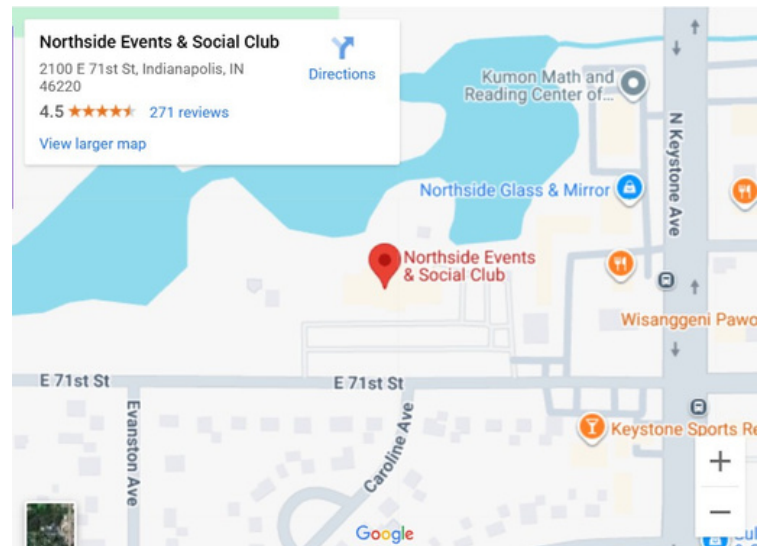 Northside Events & Social Club
2100 E 71st St, Indianapolis, IN
46220
4.5
271 reviews
View larger map
Directions
Kumon Math and
Reading Center of...
N Keystone Ave
Northside Glass & Mirror
Northside Events
& Social Club
Wisanggeni Pawo
E 71st St
E 71st St
Evanston Ave
Caroline Ave
Keystone Sports Re
+
−
Google